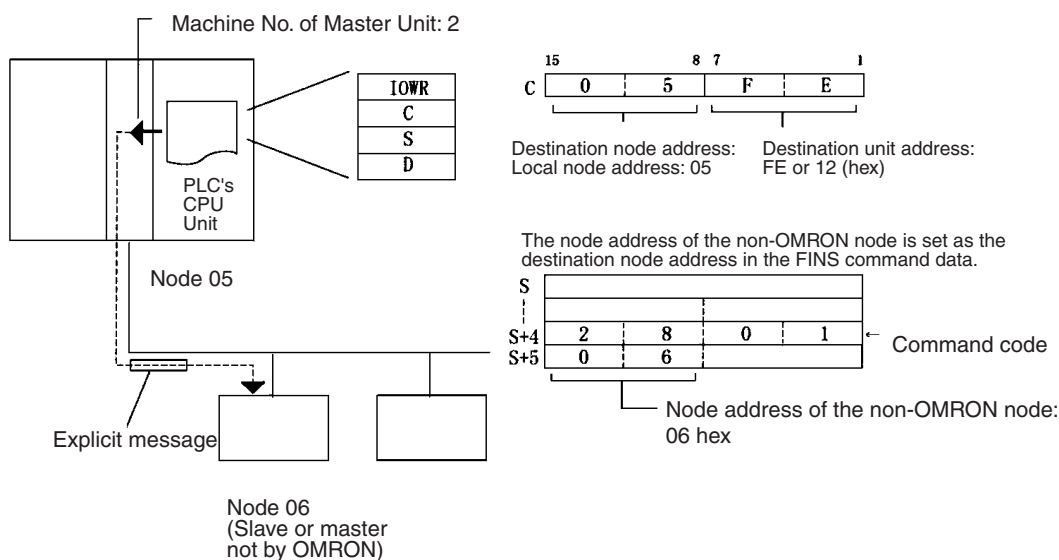 Machine No. of Master Unit: 2
IOWR
C
S
D
PLC's
CPU
Unit
Node 05
Explicit message
Node 06
(Slave or master
not by OMRON)
15 8 7 1
C 0 5 F E
Destination node address:
Local node address: 05
Destination unit address:
FE or 12 (hex)
The node address of the non-OMRON node is set as the
destination node address in the FINS command data.
S
S+4 2 8 0 1
Command code
S+5 0 6
Node address of the non-OMRON node:
06 hex